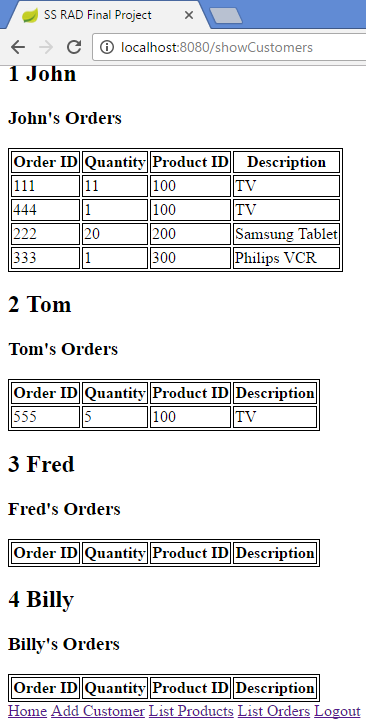 SS RAD Final Project
localhost:8080/showCustomers
1 John
John's Orders
Order ID Quantity Product ID Description
111 11 100 TV
444 1 100 TV
222 20 200 Samsung Tablet
333 1 300 Philips VCR
2 Tom
Tom's Orders
Order ID Quantity Product ID Description
555 5 100 TV
3 Fred
Fred's Orders
Order ID Quantity Product ID Description
4 Billy
Billy's Orders
Order ID Quantity Product ID Description
Home Add Customer List Products List Orders Logout